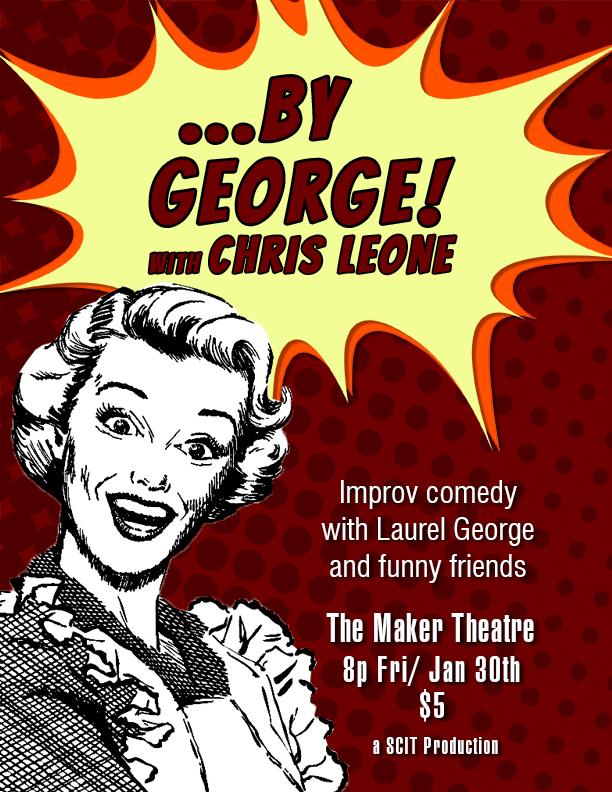 ...BY
GEORGE!
WITH CHRIS LEONE
Improv comedy
with Laurel George
and funny friends
The Maker Theatre
8p Fri/ Jan 30th
$5
a SCIT Production